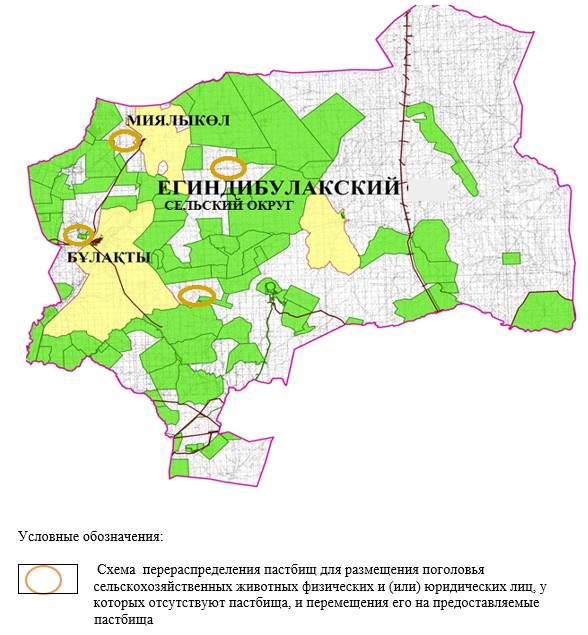 МИЯЛЫКӨЛ
ЕГИНДИБУЛАКСКИЙ
СЕЛЬСКИЙ ОКРУГ
БҰЛАҚТЫ
Условные обозначения:
Схема перераспределения пастбищ для размещения поголовья
сельскохозяйственных животных физических и (или) юридических лиц, у
которых отсутствуют пастбища, и перемещения его на предоставляемые
пастбища